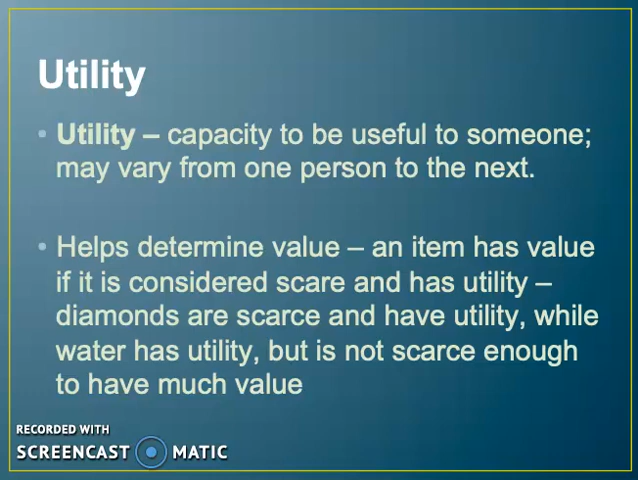 Utility
• Utility – capacity to be useful to someone;
may vary from one person to the next.
• Helps determine value – an item has value
if it is considered scare and has utility –
diamonds are scarce and have utility, while
water has utility, but is not scarce enough
to have much value
RECORDED WITH
SCREENCAST MATIC